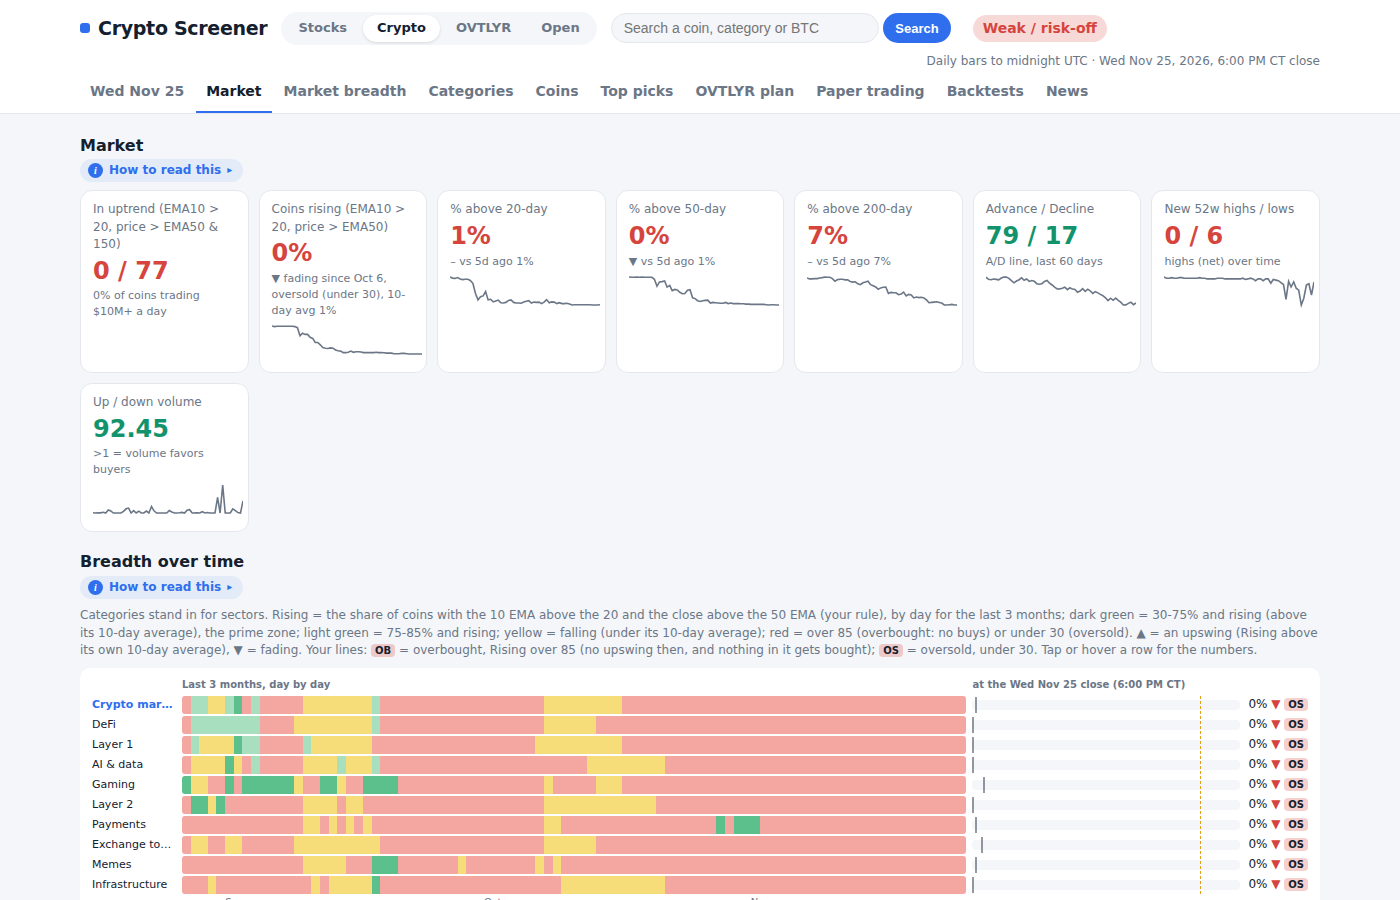 Crypto Screener
Stocks Crypto OVTLYR Open
Search a coin, category or BTC
Search
Weak / risk-off
Daily bars to midnight UTC · Wed Nov 25, 2026, 6:00 PM CT close
Wed Nov 25 Market Market breadth Categories Coins Top picks OVTLYR plan Paper trading Backtests News
Market
i How to read this ▸
In uptrend (EMA10 >
20, price > EMA50 &
150)
0 / 77
0% of coins trading
$10M+ a day
Coins rising (EMA10 >
20, price > EMA50)
0%
▼ fading since Oct 6,
oversold (under 30), 10-
day avg 1%
% above 20-day
1%
– vs 5d ago 1%
% above 50-day
0%
▼ vs 5d ago 1%
% above 200-day
7%
– vs 5d ago 7%
Advance / Decline
79 / 17
A/D line, last 60 days
New 52w highs / lows
0 / 6
highs (net) over time
Up / down volume
92.45
>1 = volume favors
buyers
Breadth over time
i How to read this ▸
Categories stand in for sectors. Rising = the share of coins with the 10 EMA above the 20 and the close above the 50 EMA (your rule), by day for the last 3 months; dark green = 30-75% and rising (above
its 10-day average), the prime zone; light green = 75-85% and rising; yellow = falling (under its 10-day average); red = over 85 (overbought: no buys) or under 30 (oversold). ▲ = an upswing (Rising above
its own 10-day average), ▼ = fading. Your lines: OB = overbought, Rising over 85 (no upswing then, and nothing in it gets bought); OS = oversold, under 30. Tap or hover a row for the numbers.
Last 3 months, day by day
at the Wed Nov 25 close (6:00 PM CT)
Crypto mar… 0% ▼ OS
DeFi 0% ▼ OS
Layer 1 0% ▼ OS
AI & data 0% ▼ OS
Gaming 0% ▼ OS
Layer 2 0% ▼ OS
Payments 0% ▼ OS
Exchange to… 0% ▼ OS
Memes 0% ▼ OS
Infrastructure 0% ▼ OS